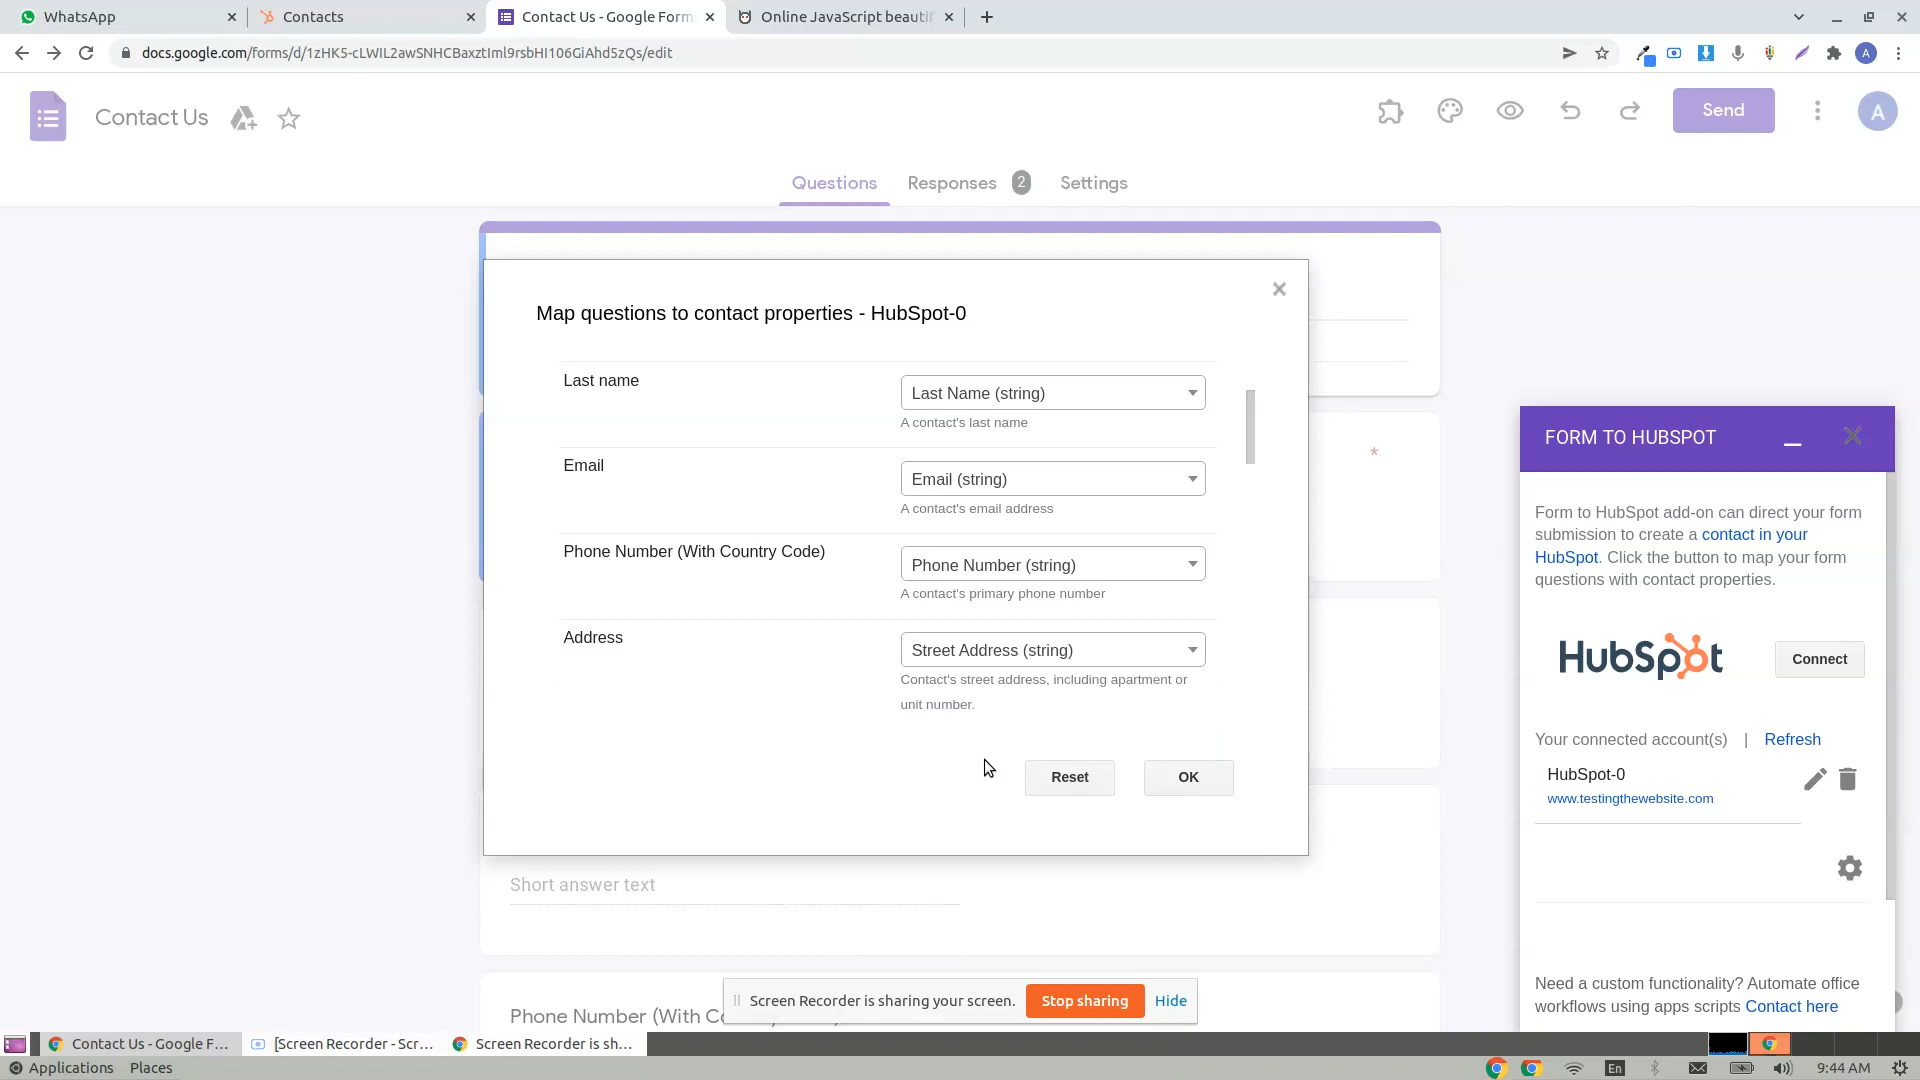 WhatsApp
Contacts
Contact Us - Google Form
Online JavaScript beautif
docs.google.com/forms/d/1zHK5-cLWIL2awSNHCBaxztIml9rsbHI106GiAhd5zQs/edit
A
Contact Us
Send
A
Questions
Responses 2
Settings
Map questions to contact properties - HubSpot-0
Last name
Last Name (string)
A contact's last name
Email
Email (string)
A contact's email address
Phone Number (With Country Code)
Phone Number (string)
A contact's primary phone number
Address
Street Address (string)
Contact's street address, including apartment or
unit number.
Reset
OK
*
FORM TO HUBSPOT
Form to HubSpot add-on can direct your form
submission to create a contact in your
HubSpot. Click the button to map your form
questions with contact properties.
HubSpot
Connect
Your connected account(s) | Refresh
HubSpot-0
www.testingthewebsite.com
Need a custom functionality? Automate office
workflows using apps scripts Contact here
Short answer text
Phone Number (With Co
Screen Recorder is sharing your screen.
Stop sharing
Hide
Contact Us - Google F...
[Screen Recorder - Scr...
Screen Recorder is sh...
Applications
Places
En
9:44 AM